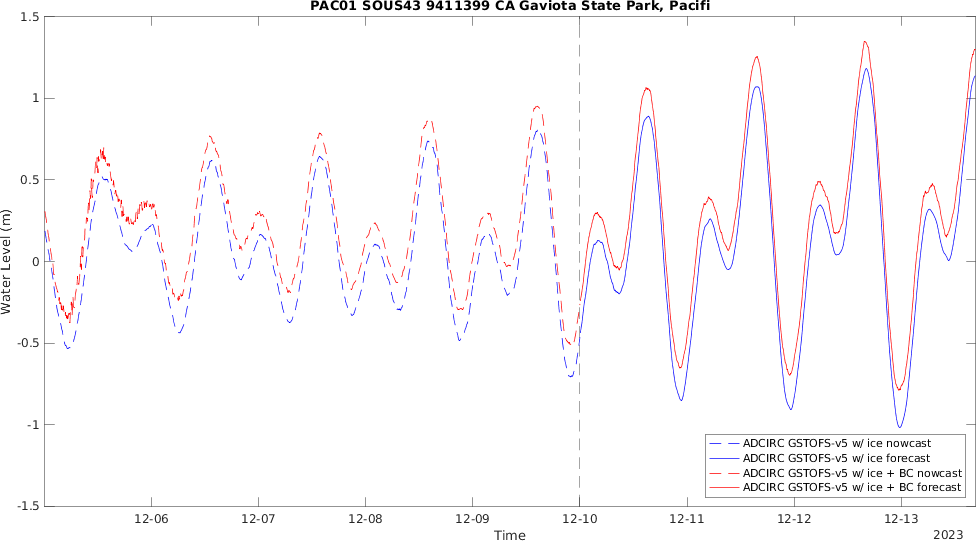 PAC01 SOUS43 9411399 CA Gaviota State Park, Pacifi
1.5
1
0.5
0
-0.5
-1
-1.5
Water Level (m)
12-06 12-07 12-08 12-09 12-10 12-11 12-12 12-13
Time
2023
ADCIRC GSTOFS-v5 w/ ice nowcast
ADCIRC GSTOFS-v5 w/ ice forecast
ADCIRC GSTOFS-v5 w/ ice + BC nowcast
ADCIRC GSTOFS-v5 w/ ice + BC forecast